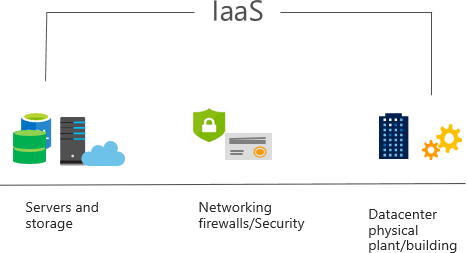 IaaS
Servers and
storage
Networking
firewalls/Security
Datacenter
physical
plant/building